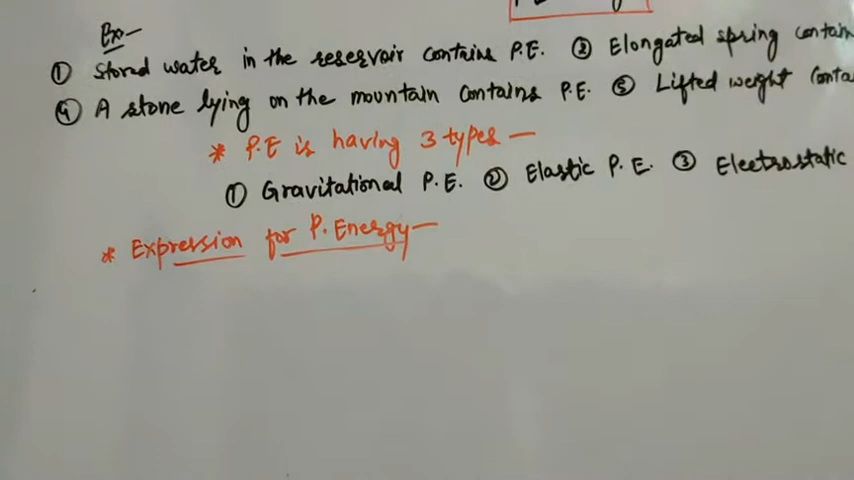 Ex-
① Stored water in the reservoir contains P.E. ② Elongated spring contain
④ A stone lying on the mountain contains P.E. ⑤ Lifted weight conta
* P.E is having 3 types —
① Gravitational P.E. ② Elastic P.E. ③ Electrostatic
* Expression for P. Energy —